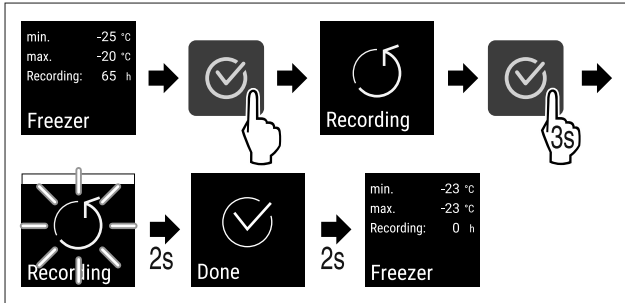 min. -25 °C
max. -20 °C
Recording: 65 h
Freezer
Recording
3s
Recording
2s
Done
2s
min. -23 °C
max. -23 °C
Recording: 0 h
Freezer